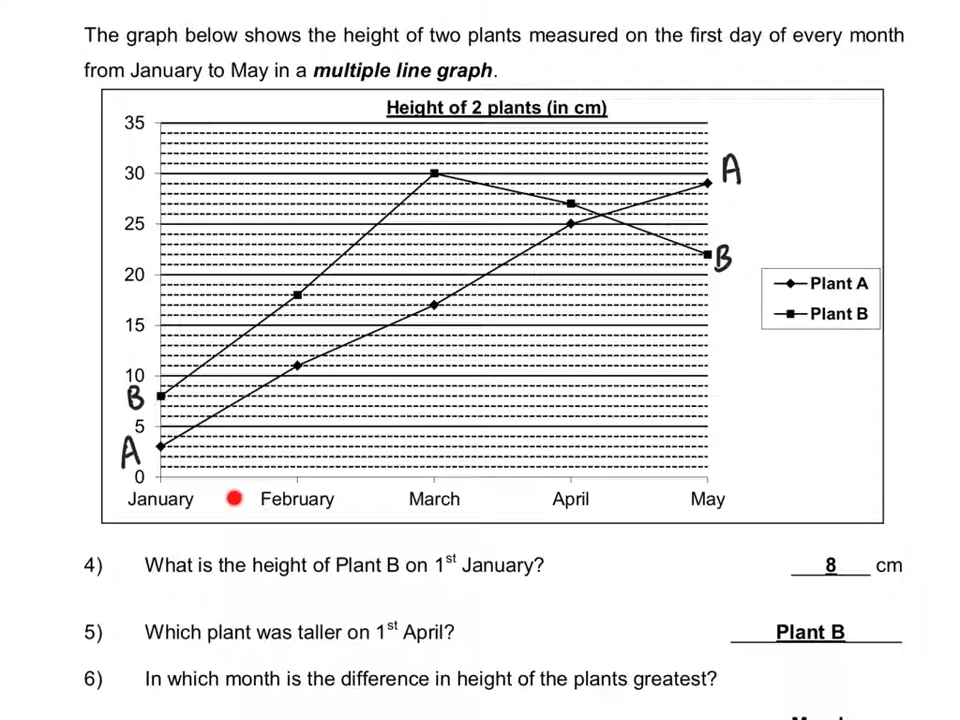 The graph below shows the height of two plants measured on the first day of every month
from January to May in a multiple line graph.
Height of 2 plants (in cm)
35
30
25
20
15
10
5
0
A
B
B
A
Plant A
Plant B
January February March April May
4) What is the height of Plant B on 1st January? 8 cm
5) Which plant was taller on 1st April? Plant B
6) In which month is the difference in height of the plants greatest?